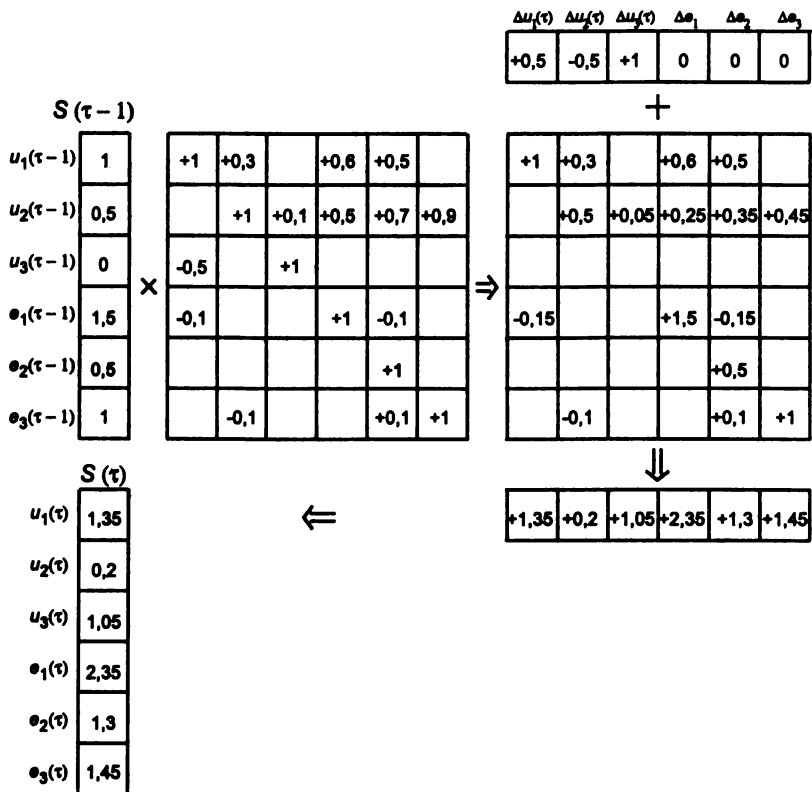 Δu₁(τ) Δu₂(τ) Δu₃(τ) Δe₁ Δe₂ Δe₃
+0,5 -0,5 +1 0 0 0
+
S (τ – 1)
u₁(τ – 1) 1 +1 +0,3 +0,6 +0,5 +1 +0,3 +0,6 +0,5
u₂(τ – 1) 0,5 +1 +0,1 +0,5 +0,7 +0,9 +0,5 +0,05 +0,25 +0,35 +0,45
u₃(τ – 1) 0 × -0,5 +1 ⇒
e₁(τ – 1) 1,5 -0,1 +1 -0,1 -0,15 +1,5 -0,15
e₂(τ – 1) 0,5 +1 +0,5
e₃(τ – 1) 1 -0,1 +0,1 +1 -0,1 +0,1 +1
⇓
S (τ)
u₁(τ) 1,35 ⇐ +1,35 +0,2 +1,05 +2,35 +1,3 +1,45
u₂(τ) 0,2
u₃(τ) 1,05
e₁(τ) 2,35
e₂(τ) 1,3
e₃(τ) 1,45